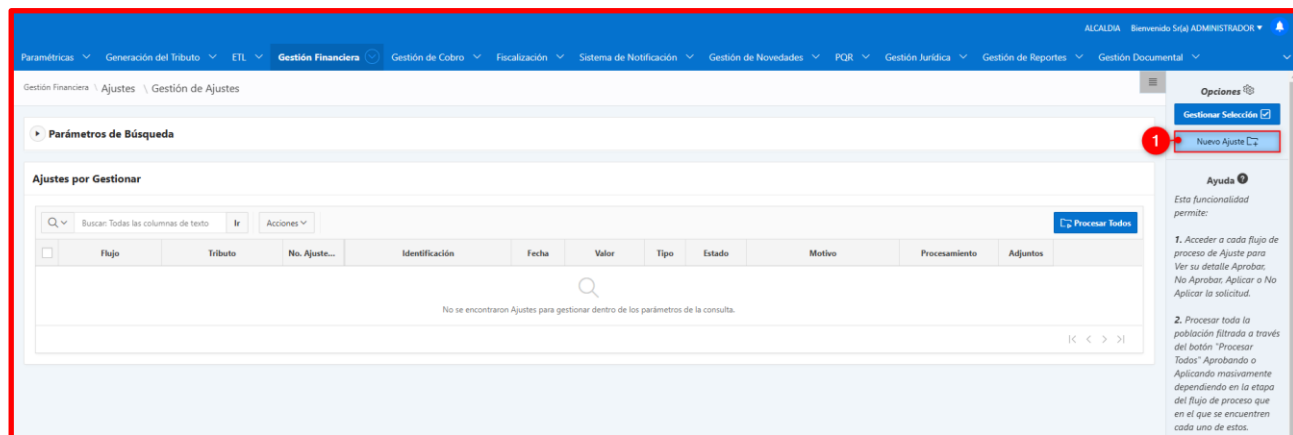 ALCALDIA Bienvenido Sr(a) ADMINISTRADOR
Paramétricas Generación del Tributo ETL Gestión Financiera Gestión de Cobro Fiscalización Sistema de Notificación Gestión de Novedades PQR Gestión Jurídica Gestión de Reportes Gestión Documental
Gestión Financiera \ Ajustes \ Gestión de Ajustes
Parámetros de Búsqueda
Ajustes por Gestionar
Buscar: Todas las columnas de texto Ir Acciones Procesar Todos
Flujo Tributo No. Ajuste... Identificación Fecha Valor Tipo Estado Motivo Procesamiento Adjuntos
No se encontraron Ajustes para gestionar dentro de los parámetros de la consulta.
Opciones
Gestionar Selección
1 Nuevo Ajuste
Ayuda
Esta funcionalidad
permite:
1. Acceder a cada flujo de
proceso de Ajuste para
Ver su detalle Aprobar,
No Aprobar, Aplicar o No
Aplicar la solicitud.
2. Procesar toda la
población filtrada a través
del botón "Procesar
Todos" Aprobando o
Aplicando masivamente
dependiendo en la etapa
del flujo de proceso que
en el que se encuentren
cada uno de estos.